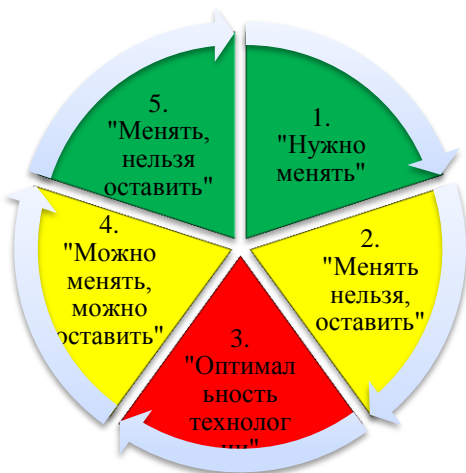 1.
"Нужно
менять"
2.
"Менять
нельзя,
оставить"
3.
"Оптимал
ьность
технолог
ии"
4.
"Можно
менять,
можно
оставить"
5.
"Менять,
нельзя
оставить"